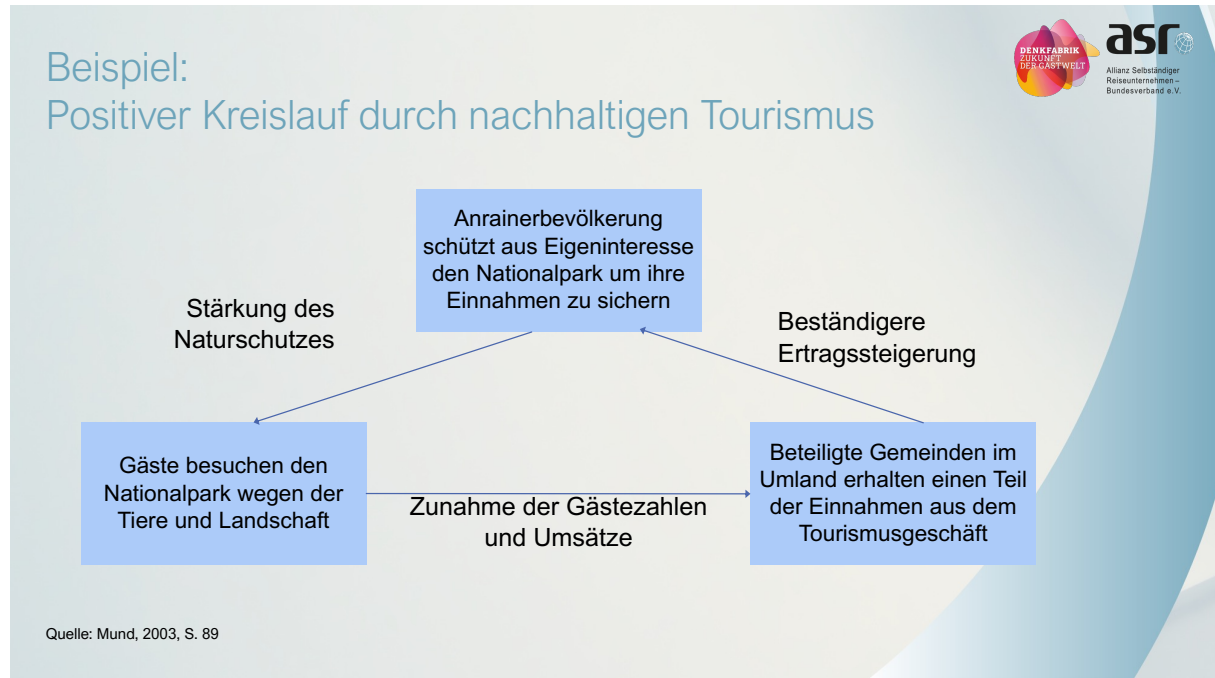 Beispiel:
Positiver Kreislauf durch nachhaltigen Tourismus
DENKFABRIK
ZUKUNFT
DER GASTWELT
asr
Allianz Selbständiger
Reiseunternehmen –
Bundesverband e.V.
Anrainerbevölkerung
schützt aus Eigeninteresse
den Nationalpark um ihre
Einnahmen zu sichern
Stärkung des
Naturschutzes
Beständigere
Ertragssteigerung
Gäste besuchen den
Nationalpark wegen der
Tiere und Landschaft
Zunahme der Gästezahlen
und Umsätze
Beteiligte Gemeinden im
Umland erhalten einen Teil
der Einnahmen aus dem
Tourismusgeschäft
Quelle: Mund, 2003, S. 89